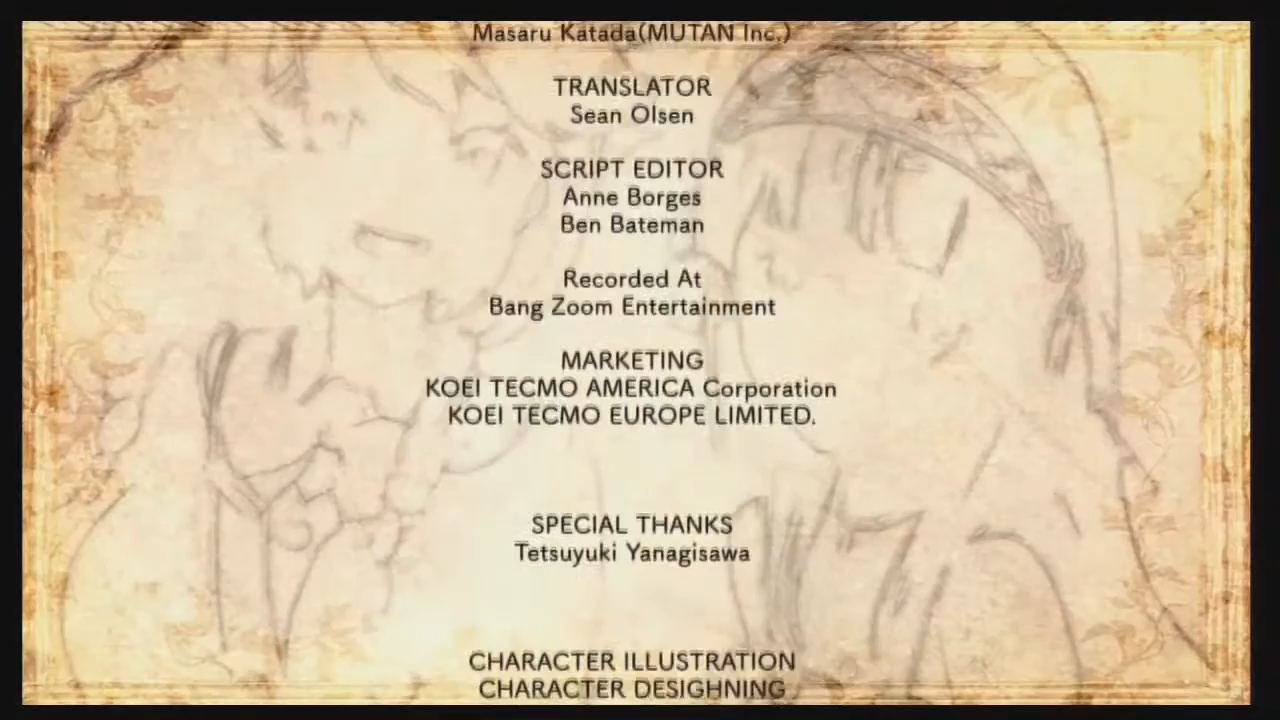 Masaru Katada(MUTAN Inc.)
TRANSLATOR
Sean Olsen
SCRIPT EDITOR
Anne Borges
Ben Bateman
Recorded At
Bang Zoom Entertainment
MARKETING
KOEI TECMO AMERICA Corporation
KOEI TECMO EUROPE LIMITED.
SPECIAL THANKS
Tetsuyuki Yanagisawa
CHARACTER ILLUSTRATION
CHARACTER DESIGHNING